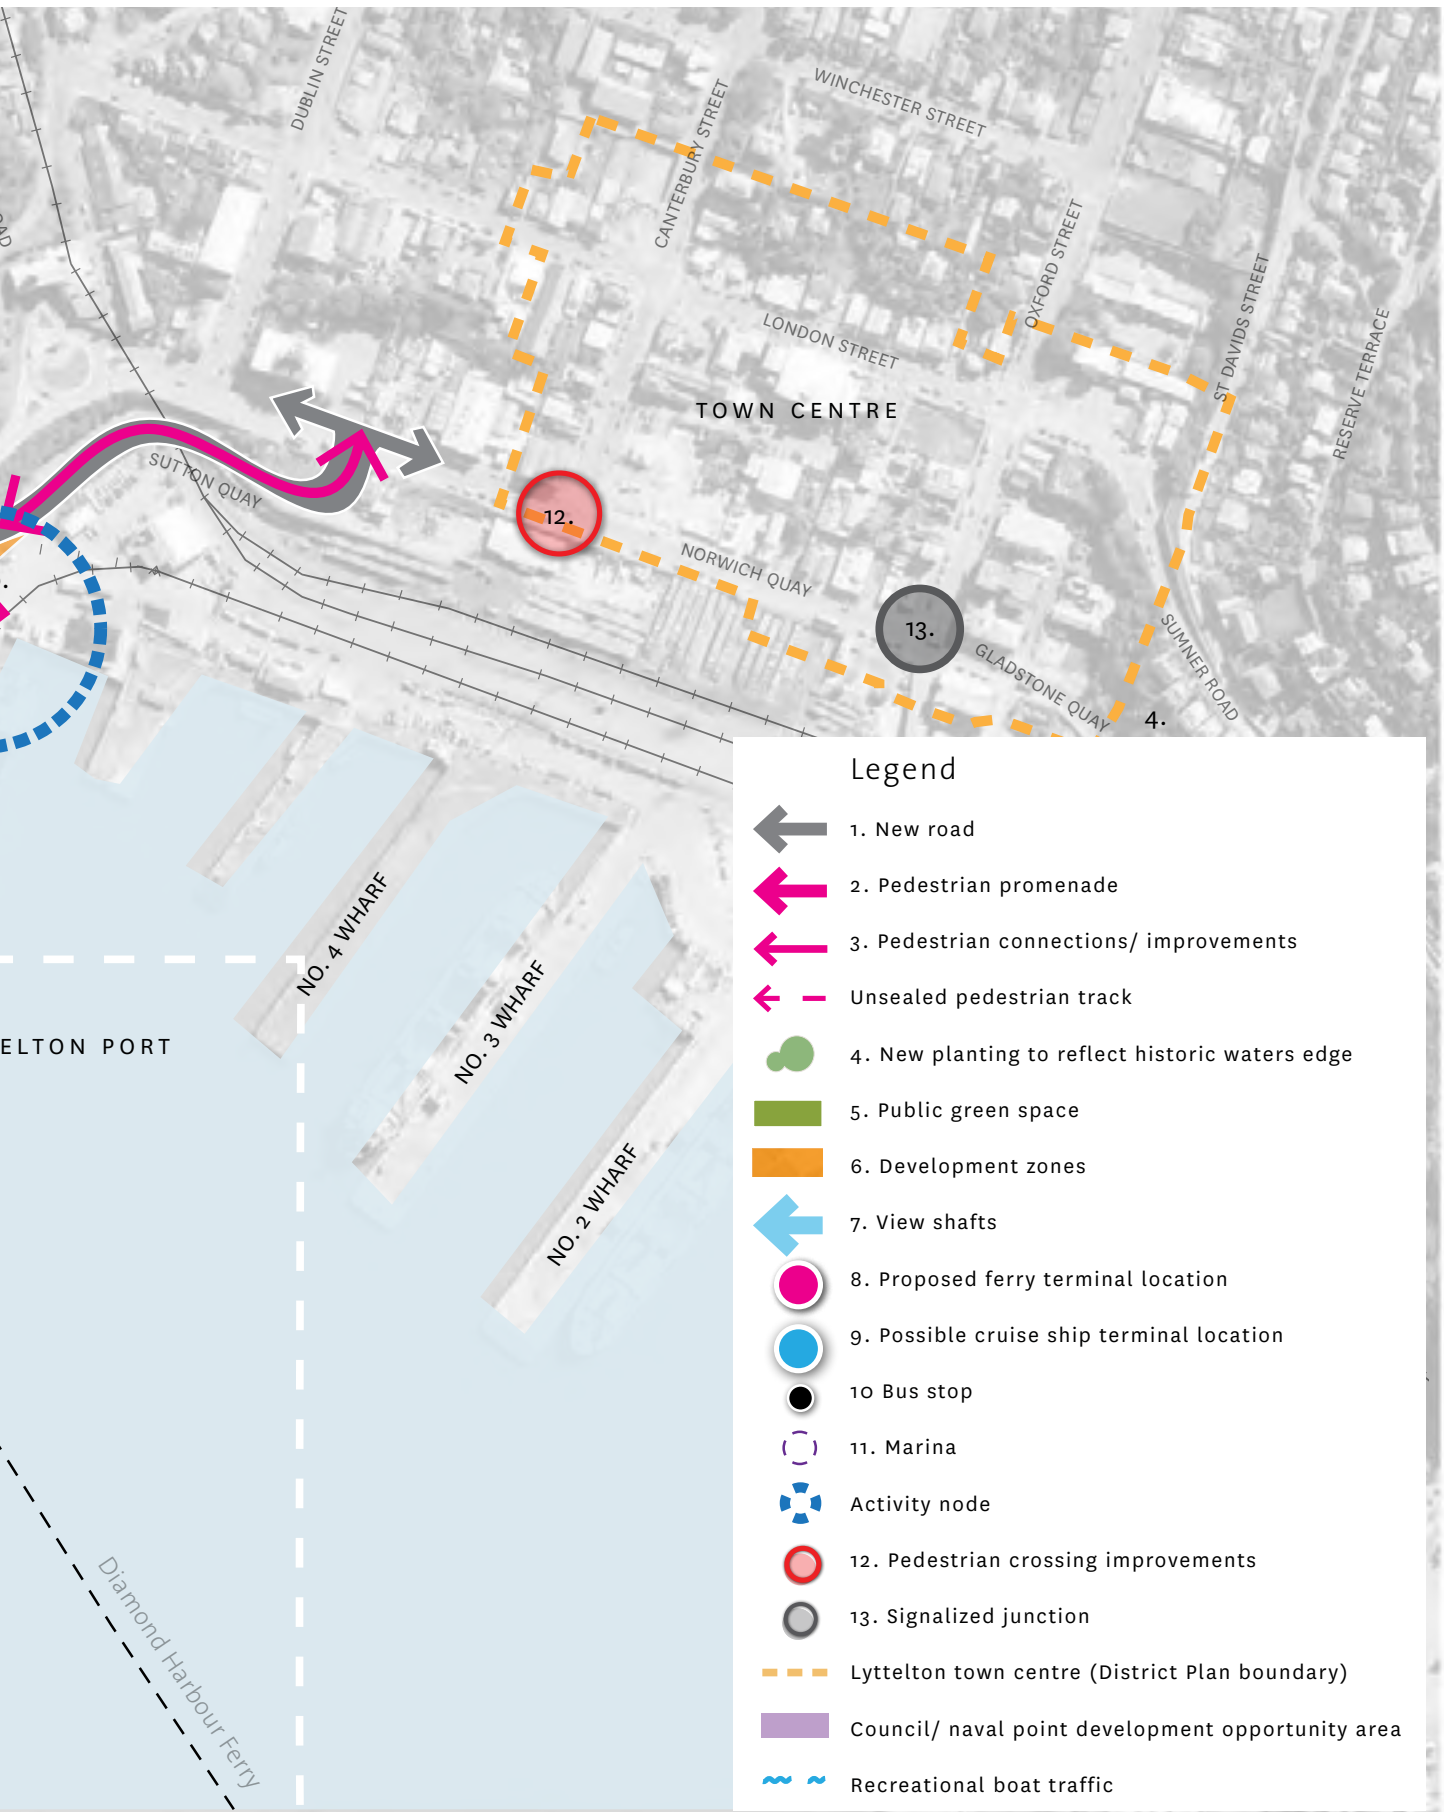 DUBLIN STREET
WINCHESTER STREET
CANTERBURY STREET
OXFORD STREET
ST DAVIDS STREET
RESERVE TERRACE
LONDON STREET
TOWN CENTRE
SUTTON QUAY
12.
NORWICH QUAY
13.
GLADSTONE QUAY
SUMNER ROAD
4.
NO. 4 WHARF
NO. 3 WHARF
NO. 2 WHARF
ELTON PORT
Diamond Harbour Ferry
Legend
1. New road
2. Pedestrian promenade
3. Pedestrian connections/ improvements
Unsealed pedestrian track
4. New planting to reflect historic waters edge
5. Public green space
6. Development zones
7. View shafts
8. Proposed ferry terminal location
9. Possible cruise ship terminal location
10 Bus stop
11. Marina
Activity node
12. Pedestrian crossing improvements
13. Signalized junction
Lyttelton town centre (District Plan boundary)
Council/ naval point development opportunity area
Recreational boat traffic